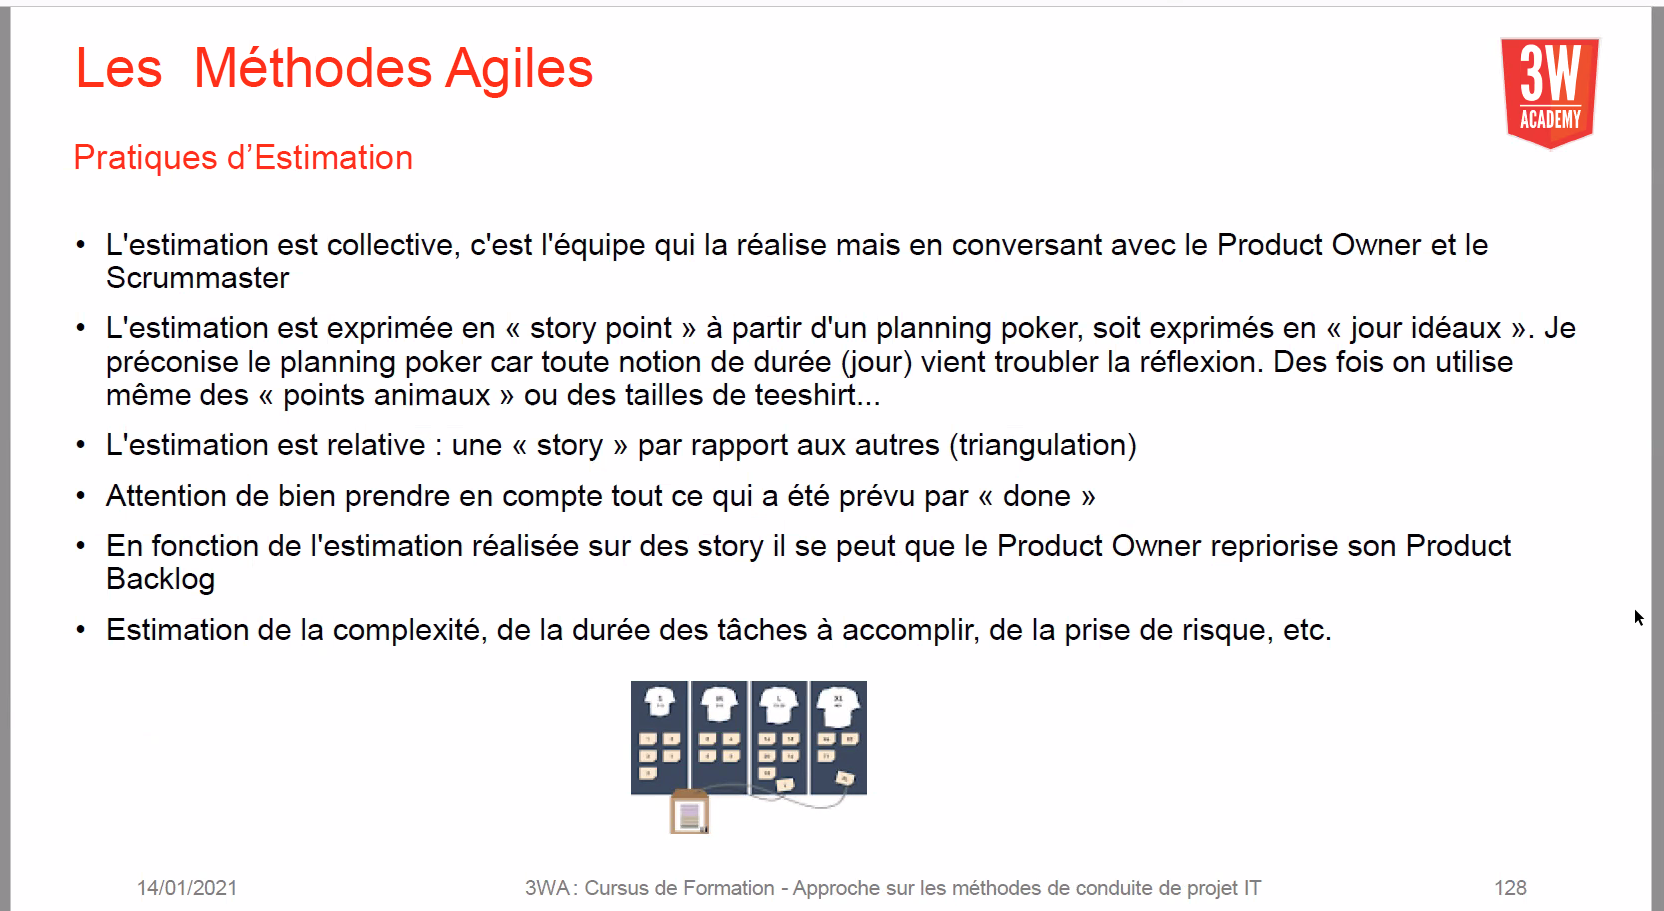 Les  Méthodes Agiles
3W
ACADEMY
Pratiques d’Estimation
• L'estimation est collective, c'est l'équipe qui la réalise mais en conversant avec le Product Owner et le
Scrummaster
• L'estimation est exprimée en « story point » à partir d'un planning poker, soit exprimés en « jour idéaux ». Je
préconise le planning poker car toute notion de durée (jour) vient troubler la réflexion. Des fois on utilise
même des « points animaux » ou des tailles de teeshirt...
• L'estimation est relative : une « story » par rapport aux autres (triangulation)
• Attention de bien prendre en compte tout ce qui a été prévu par « done »
• En fonction de l'estimation réalisée sur des story il se peut que le Product Owner repriorise son Product
Backlog
• Estimation de la complexité, de la durée des tâches à accomplir, de la prise de risque, etc.
S M L XL
14/01/2021
3WA : Cursus de Formation - Approche sur les méthodes de conduite de projet IT
128